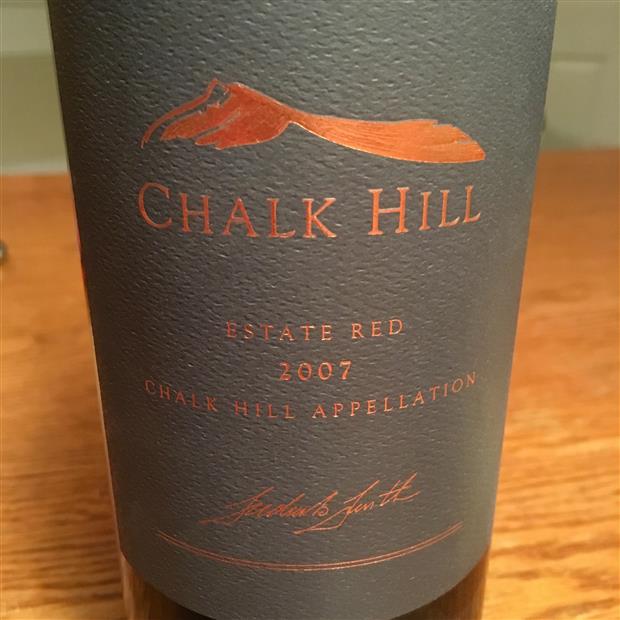 CHALK HILL
ESTATE RED
2007
CHALK HILL APPELLATION